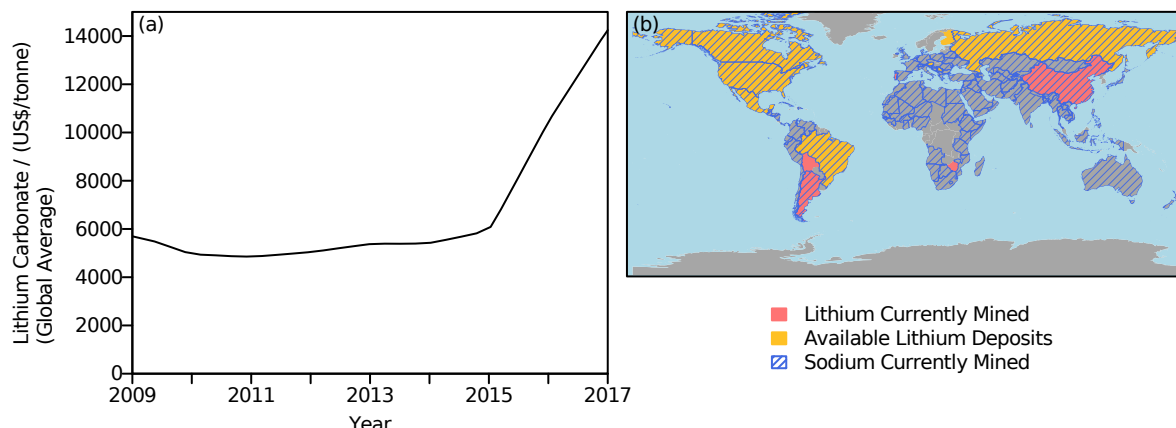 (a)
14000
12000
10000
8000
6000
4000
2000
0
Lithium Carbonate / (US$/tonne)
(Global Average)
2009
2011
2013
2015
2017
Year
(b)
Lithium Currently Mined
Available Lithium Deposits
Sodium Currently Mined